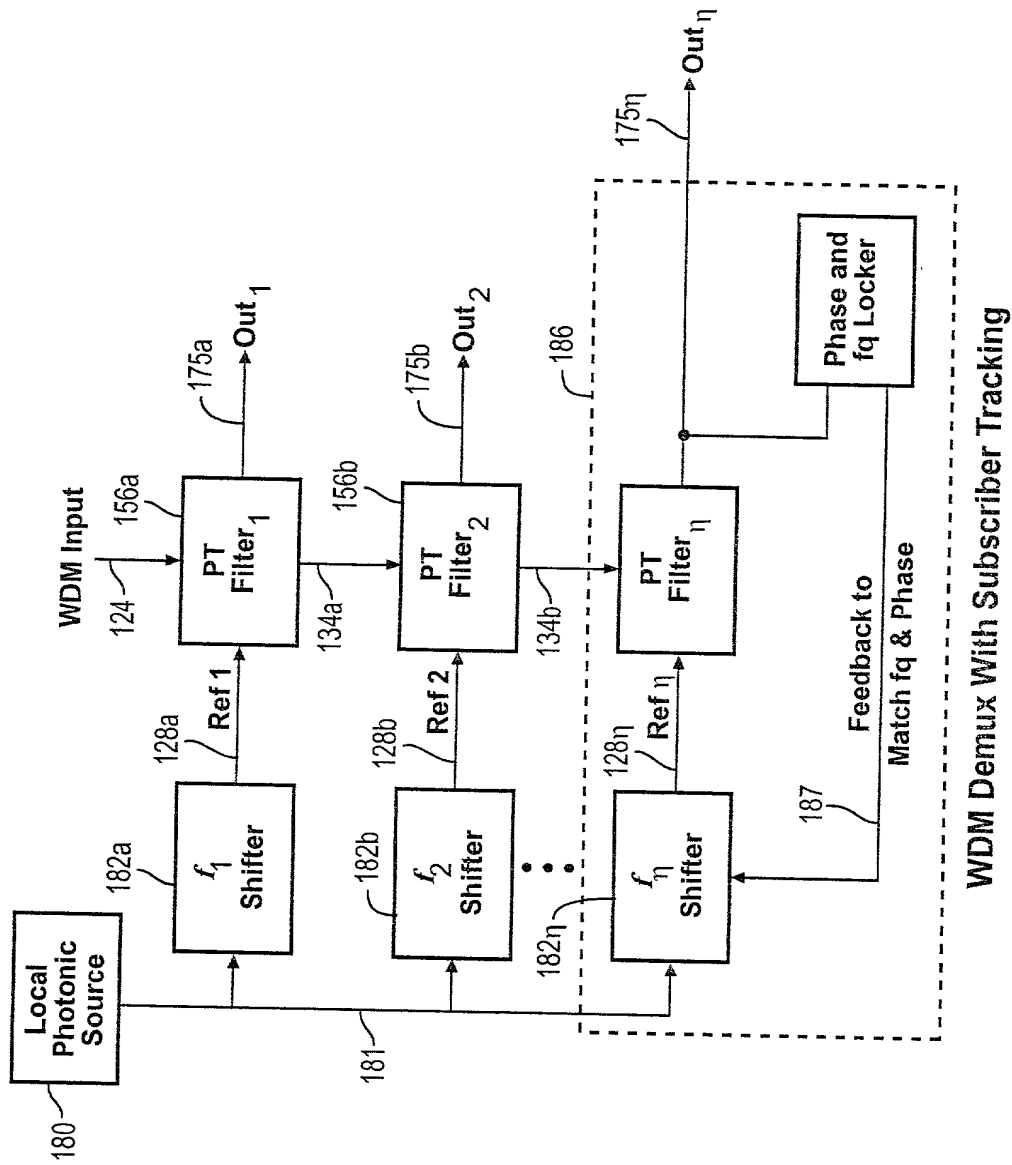 180
Local
Photonic
Source
181
182a
f1
Shifter
128a
Ref 1
WDM Input
124
156a
PT
Filter1
175a
Out1
134a
182b
f2
Shifter
128b
Ref 2
156b
PT
Filter2
175b
Out2
134b
186
182η
fη
Shifter
128η
Ref η
PT
Filterη
175η
Outη
187
Feedback to
Match fq & Phase
Phase and
fq Locker
WDM Demux With Subscriber Tracking